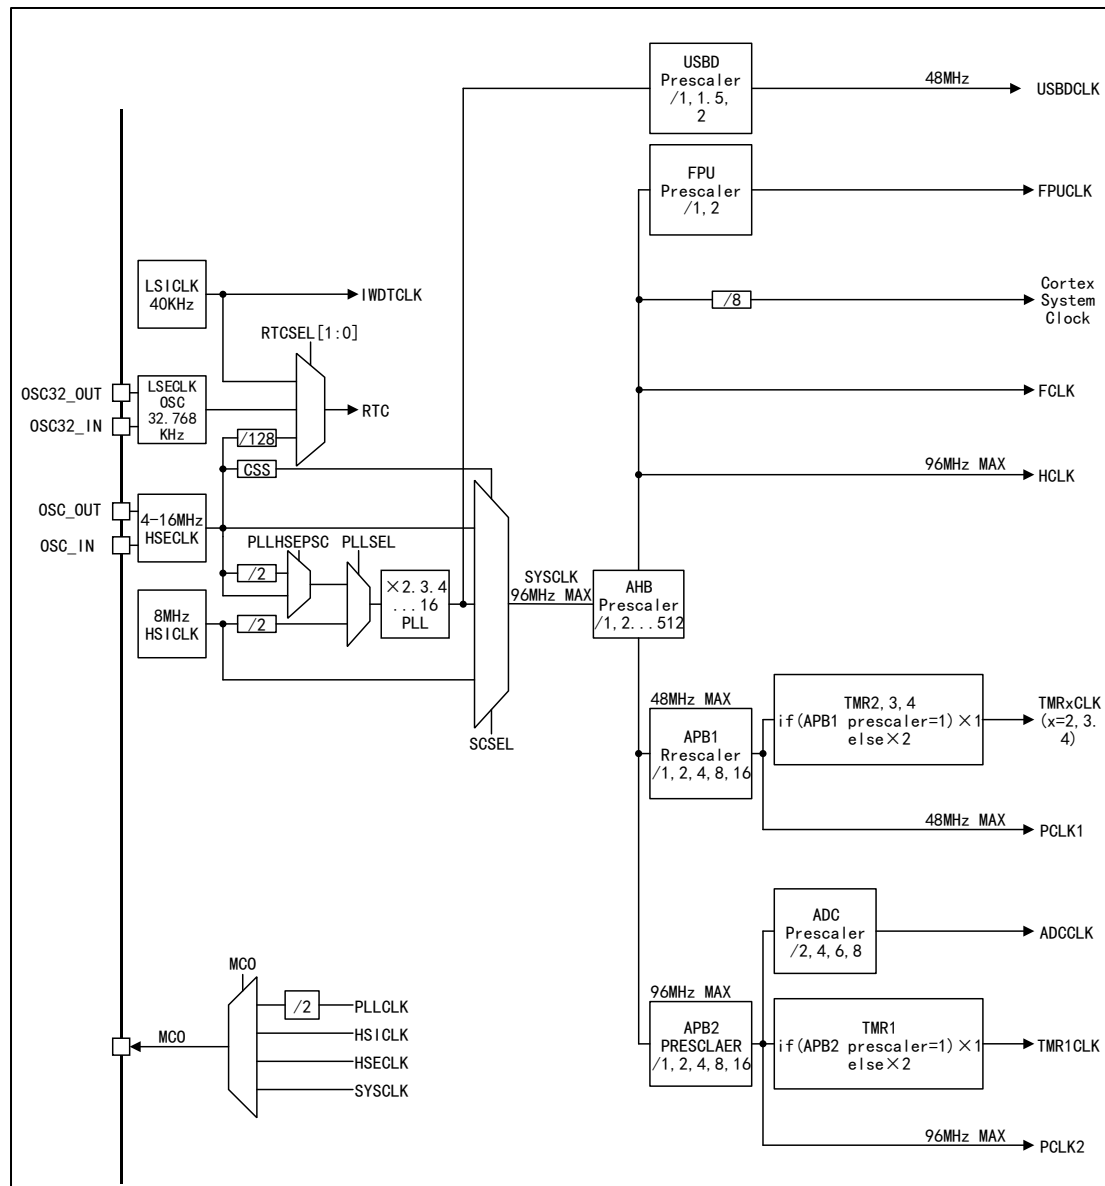 USBD
Prescaler
/1, 1.5,
2
48MHz
USBDCLK
FPU
Prescaler
/1, 2
FPUCLK
LSICLK
40KHz
IWDTCLK
/8
Cortex
System
Clock
RTCSEL[1:0]
OSC32_OUT
OSC32_IN
LSECLK
OSC
32.768
KHz
RTC
FCLK
/128
CSS
96MHz MAX
HCLK
OSC_OUT
OSC_IN
4-16MHz
HSECLK
PLLHSEPSC
PLLSEL
/2
×2.3.4
...16
PLL
SYSCLK
96MHz MAX
AHB
Prescaler
/1, 2...512
8MHz
HSICLK
/2
SCSEL
48MHz MAX
APB1
Rrescaler
/1, 2, 4, 8, 16
TMR2, 3, 4
if(APB1 prescaler=1)×1
else×2
TMRxCLK
(x=2, 3.
4)
48MHz MAX
PCLK1
ADC
Prescaler
/2, 4, 6, 8
ADCCLK
MCO
/2
PLLCLK
HSICLK
HSECLK
SYSCLK
MCO
96MHz MAX
APB2
PRESCLAER
/1, 2, 4, 8, 16
TMR1
if(APB2 prescaler=1)×1
else×2
TMR1CLK
96MHz MAX
PCLK2